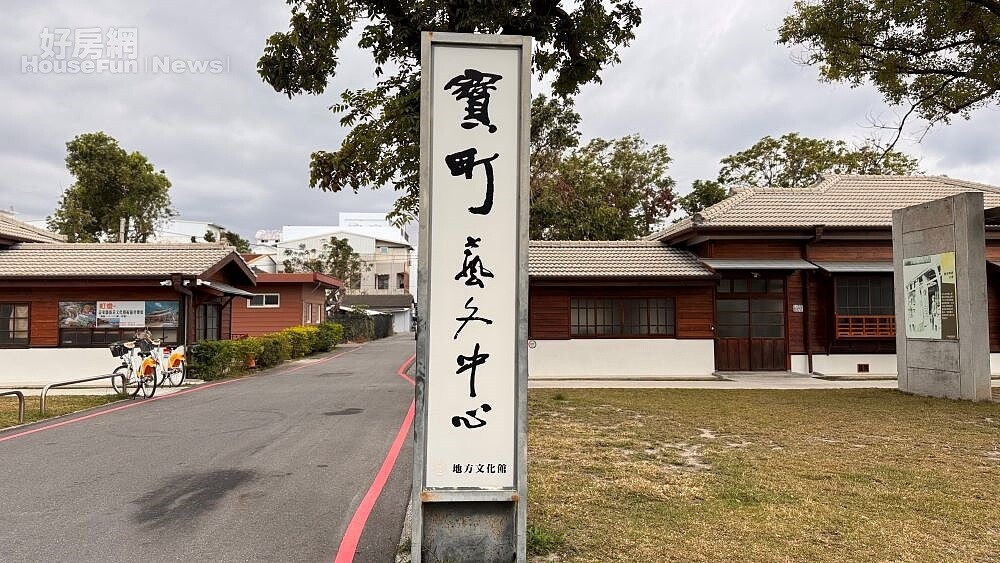 好房網
HouseFun News
寶町藝文中心
地方文化館